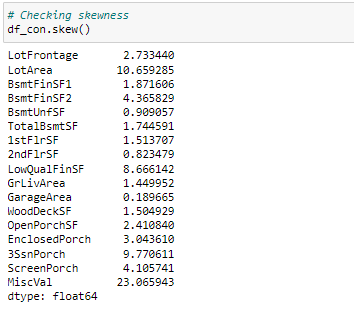 # Checking skewness
df_con.skew()
LotFrontage 2.733440
LotArea 10.659285
BsmtFinSF1 1.871606
BsmtFinSF2 4.365829
BsmtUnfSF 0.909057
TotalBsmtSF 1.744591
1stFlrSF 1.513707
2ndFlrSF 0.823479
LowQualFinSF 8.666142
GrLivArea 1.449952
GarageArea 0.189665
WoodDeckSF 1.504929
OpenPorchSF 2.410840
EnclosedPorch 3.043610
3SsnPorch 9.770611
ScreenPorch 4.105741
MiscVal 23.065943
dtype: float64